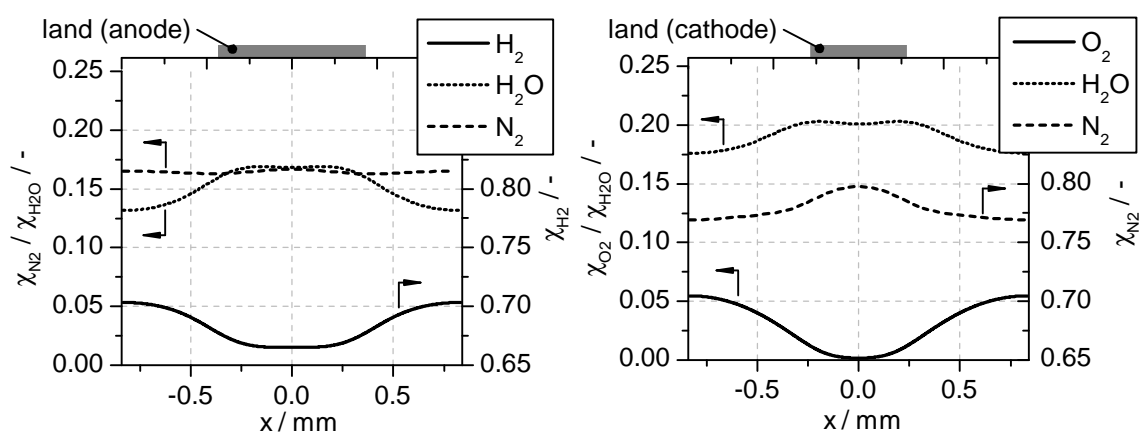 land (anode)
H₂
H₂O
N₂
0.25
0.20
0.15
0.10
0.05
0.00
χN2 / χH2O / -
0.80
0.75
0.70
0.65
χH2 / -
-0.5
0.0
0.5
x / mm
land (cathode)
O₂
H₂O
N₂
0.25
0.20
0.15
0.10
0.05
0.00
χO2 / χH2O / -
0.80
0.75
0.70
0.65
χN2 / -
-0.5
0.0
0.5
x / mm